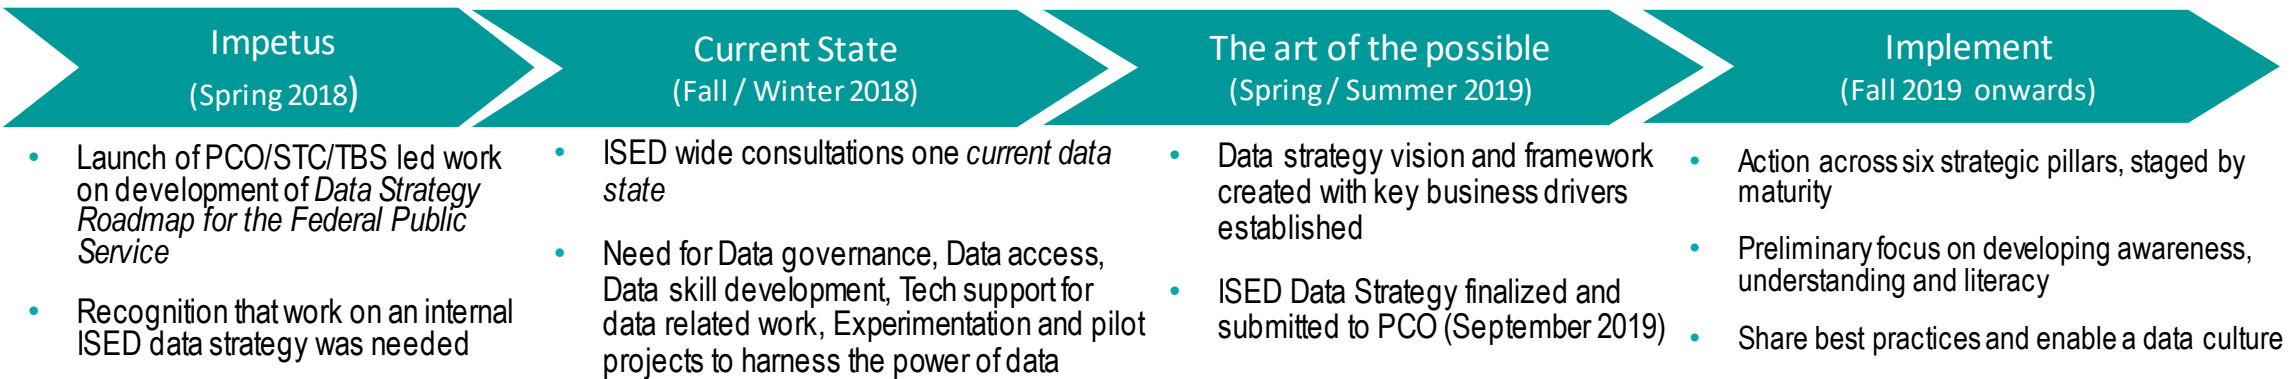 Impetus
(Spring 2018)
• Launch of PCO/STC/TBS led work
on development of Data Strategy
Roadmap for the Federal Public
Service
• Recognition that work on an internal
ISED data strategy was needed
Current State
(Fall / Winter 2018)
• ISED wide consultations one current data
state
• Need for Data governance, Data access,
Data skill development, Tech support for
data related work, Experimentation and pilot
projects to harness the power of data
The art of the possible
(Spring / Summer 2019)
• Data strategy vision and framework
created with key business drivers
established
• ISED Data Strategy finalized and
submitted to PCO (September 2019)
Implement
(Fall 2019 onwards)
• Action across six strategic pillars, staged by
maturity
• Preliminary focus on developing awareness,
understanding and literacy
• Share best practices and enable a data culture